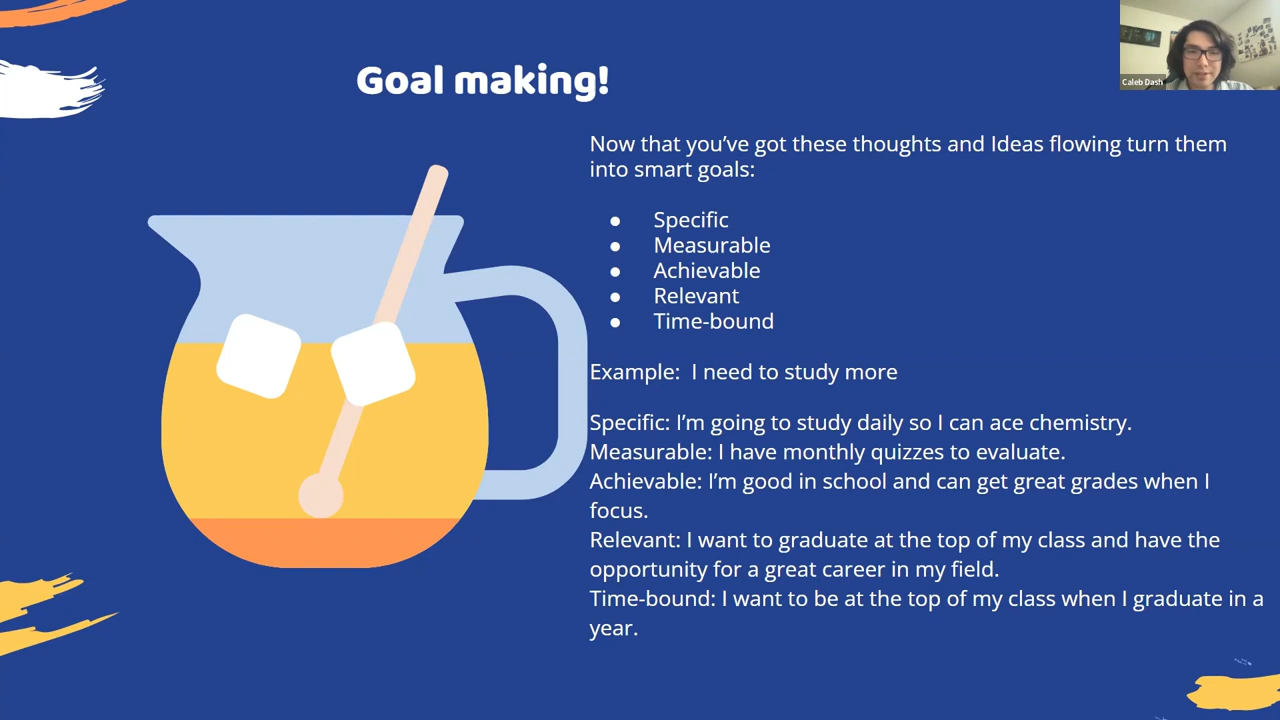 Goal making!
Caleb Dash
Now that you’ve got these thoughts and Ideas flowing turn them
into smart goals:
● Specific
● Measurable
● Achievable
● Relevant
● Time-bound
Example:  I need to study more
Specific: I’m going to study daily so I can ace chemistry.
Measurable: I have monthly quizzes to evaluate.
Achievable: I’m good in school and can get great grades when I
focus.
Relevant: I want to graduate at the top of my class and have the
opportunity for a great career in my field.
Time-bound: I want to be at the top of my class when I graduate in a
year.